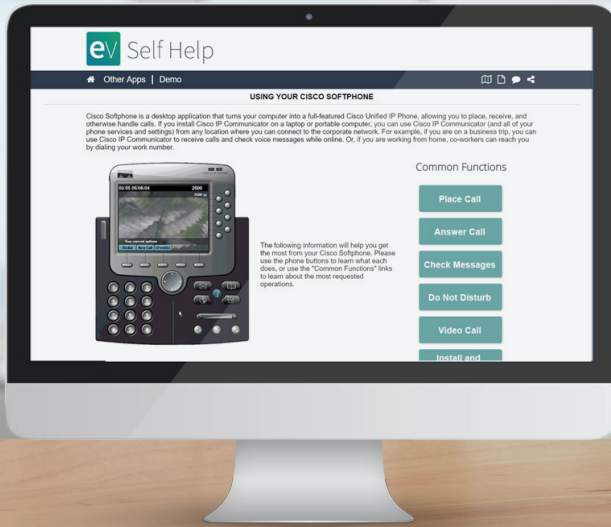 ev Self Help
Other Apps | Demo
USING YOUR CISCO SOFTPHONE
Cisco Softphone is a desktop application that turns your computer into a full-featured Cisco Unified IP Phone, allowing you to place, receive, and
otherwise handle calls. If you install Cisco IP Communicator on a laptop or portable computer, you can use Cisco IP Communicator (and all of your
phone services and settings) from any location where you can connect to the corporate network. For example, if you are on a business trip, you can
use Cisco IP Communicator to receive calls and check voice messages while online. Or, if you are working from home, co-workers can reach you
by dialing your work number.
Common Functions
Place Call
Answer Call
Check Messages
Do Not Disturb
Video Call
Install and
The following information will help you get
the most from your Cisco Softphone. Please
use the phone buttons to learn what each
does, or use the "Common Functions" links
to learn about the most requested
operations.
2500
Your current options
Redial New Call